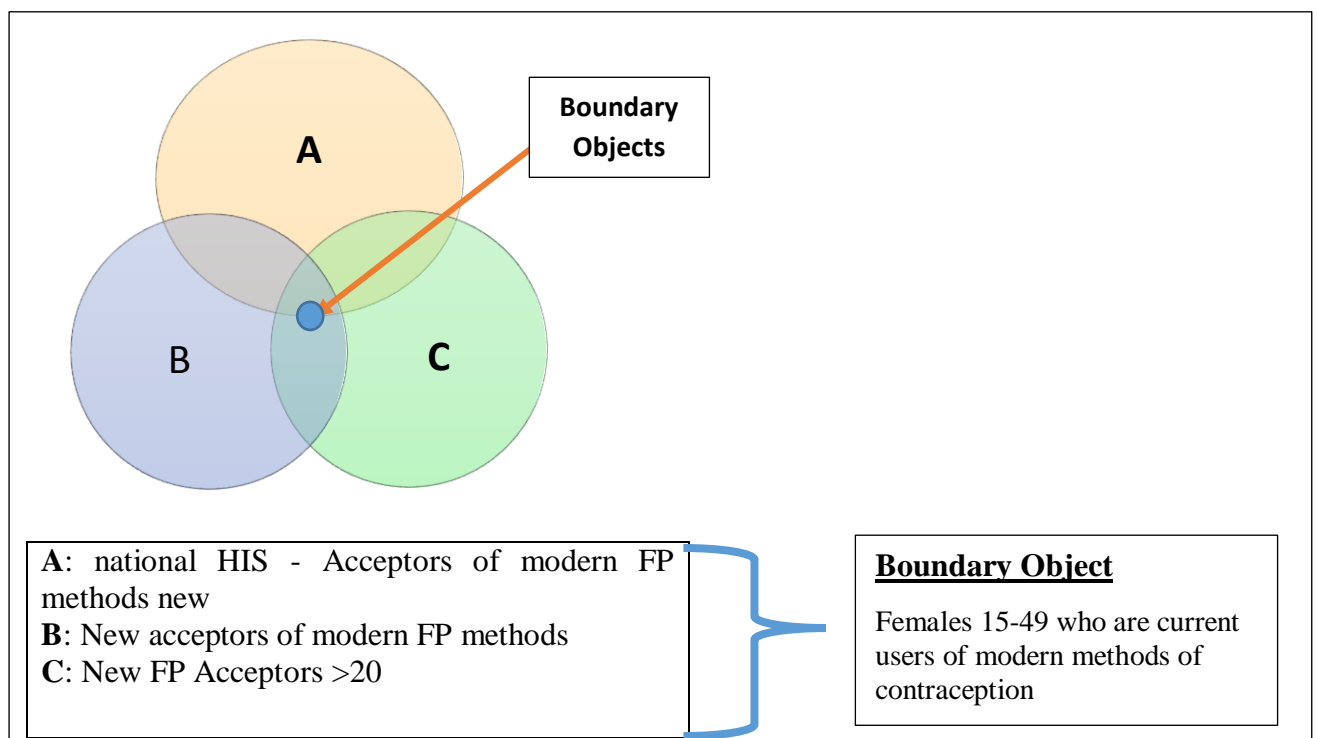 A
Boundary
Objects
B
C
A: national HIS - Acceptors of modern FP
methods new
B: New acceptors of modern FP methods
C: New FP Acceptors >20
Boundary Object
Females 15-49 who are current
users of modern methods of
contraception